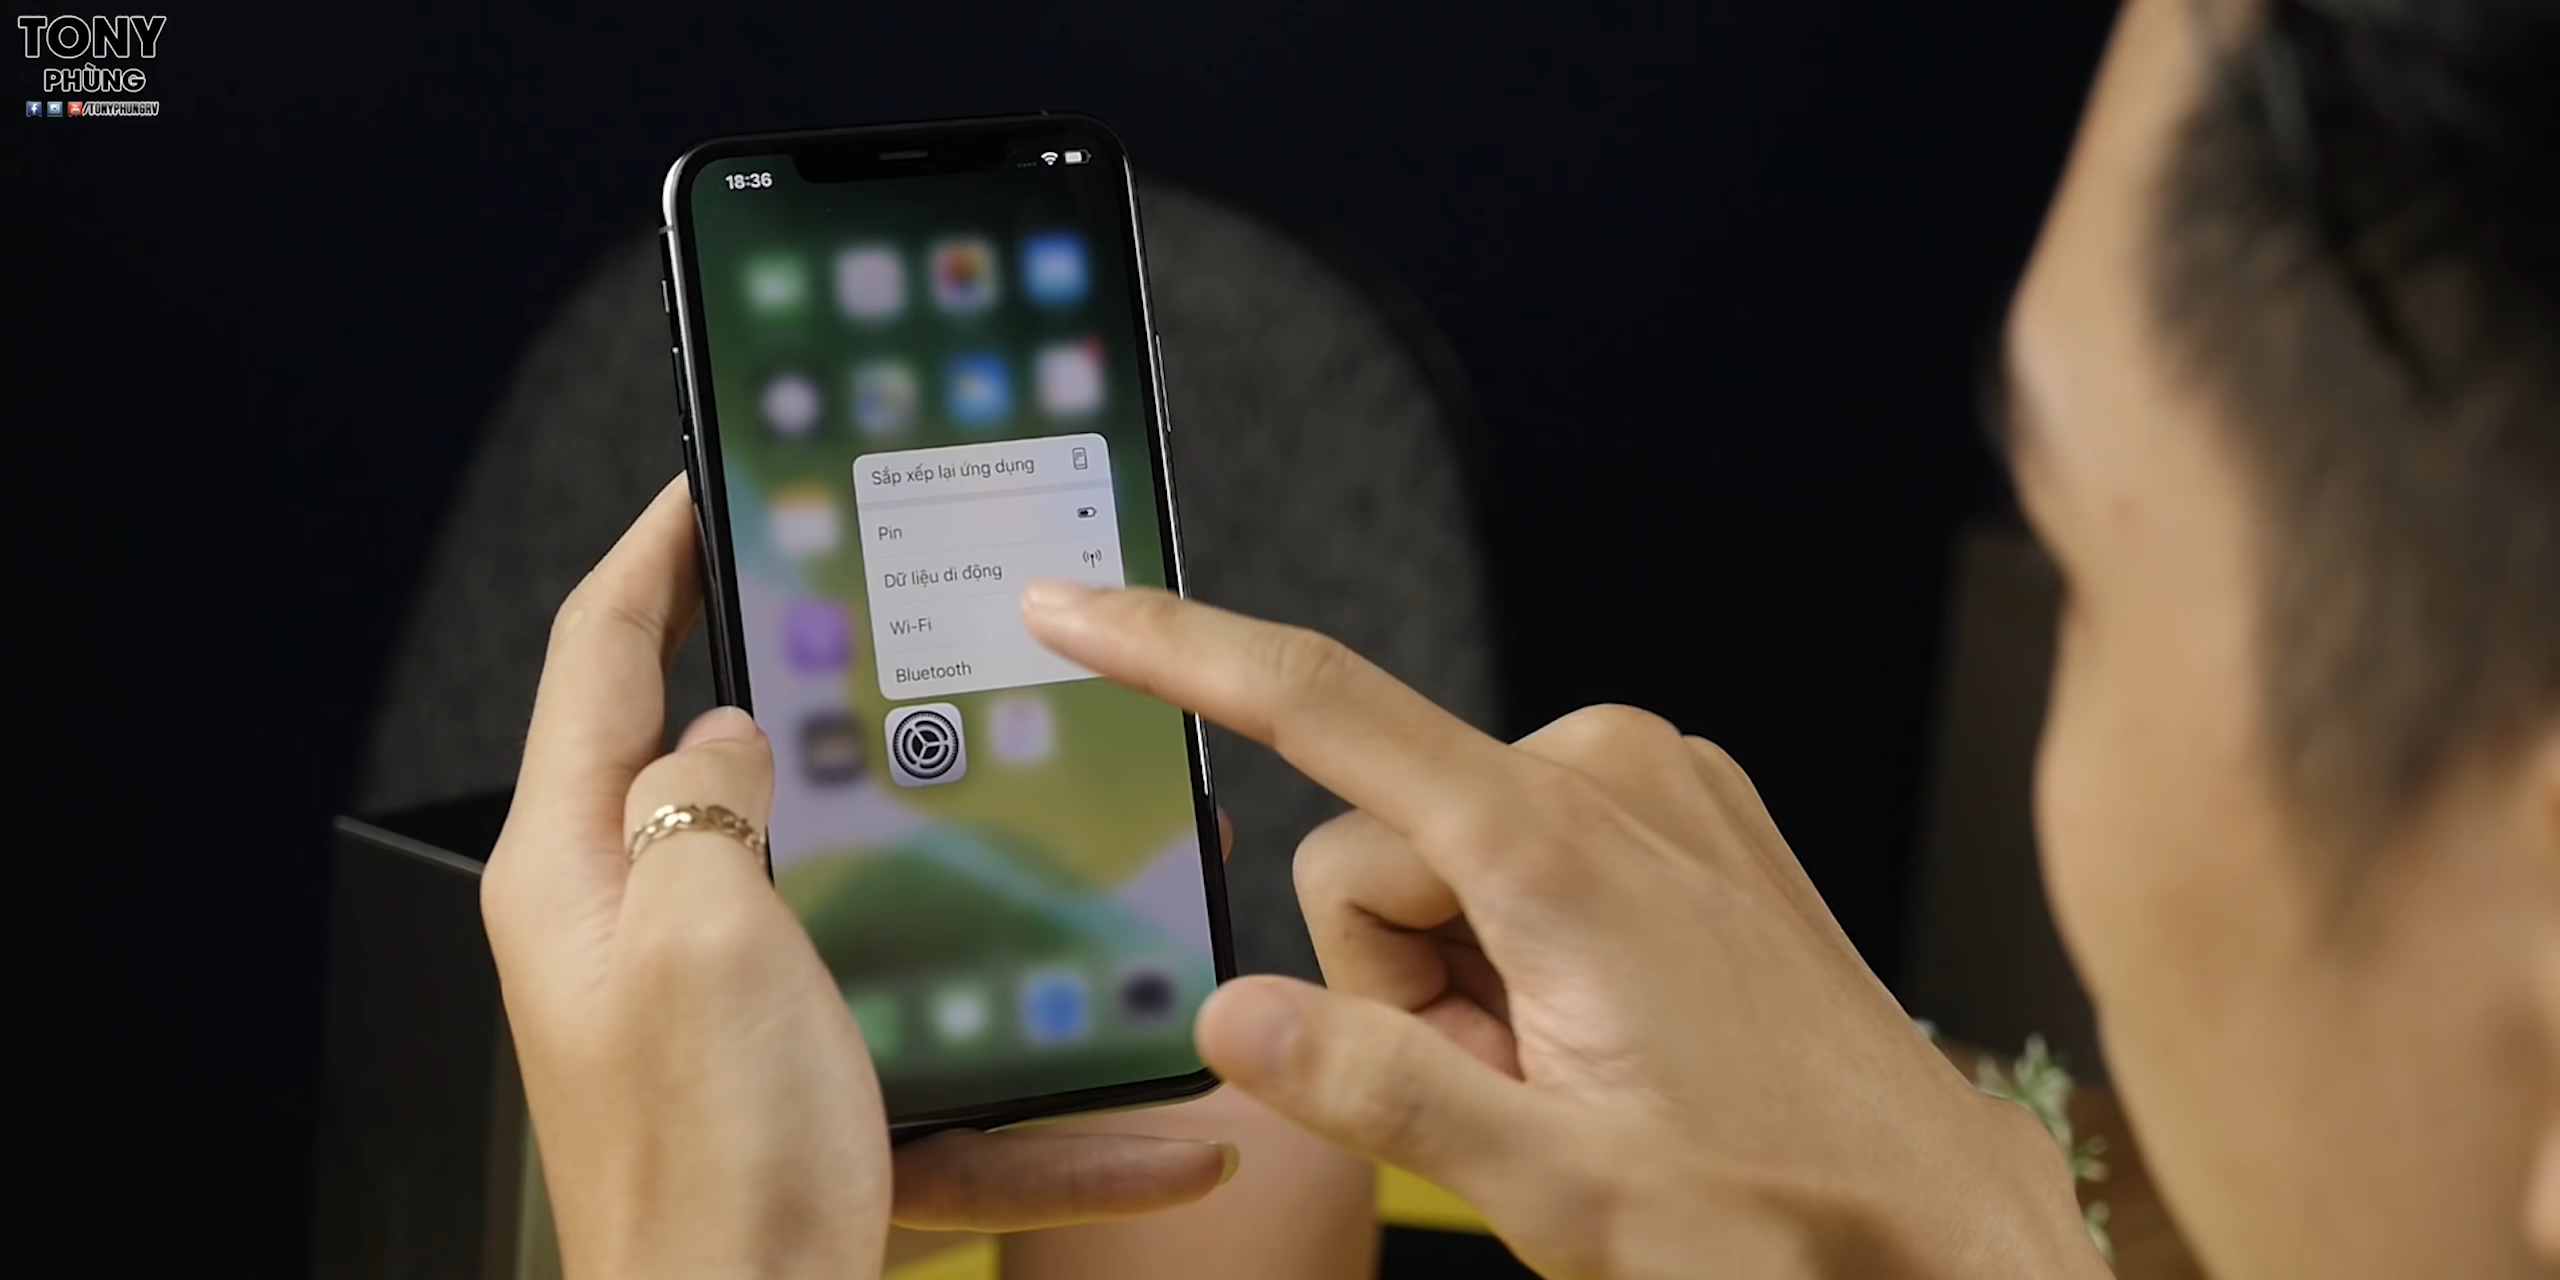 TONY
PHÙNG
/TONYPHUNGRV
18:36
Sắp xếp lại ứng dụng
Pin
Dữ liệu di động
Wi-Fi
Bluetooth